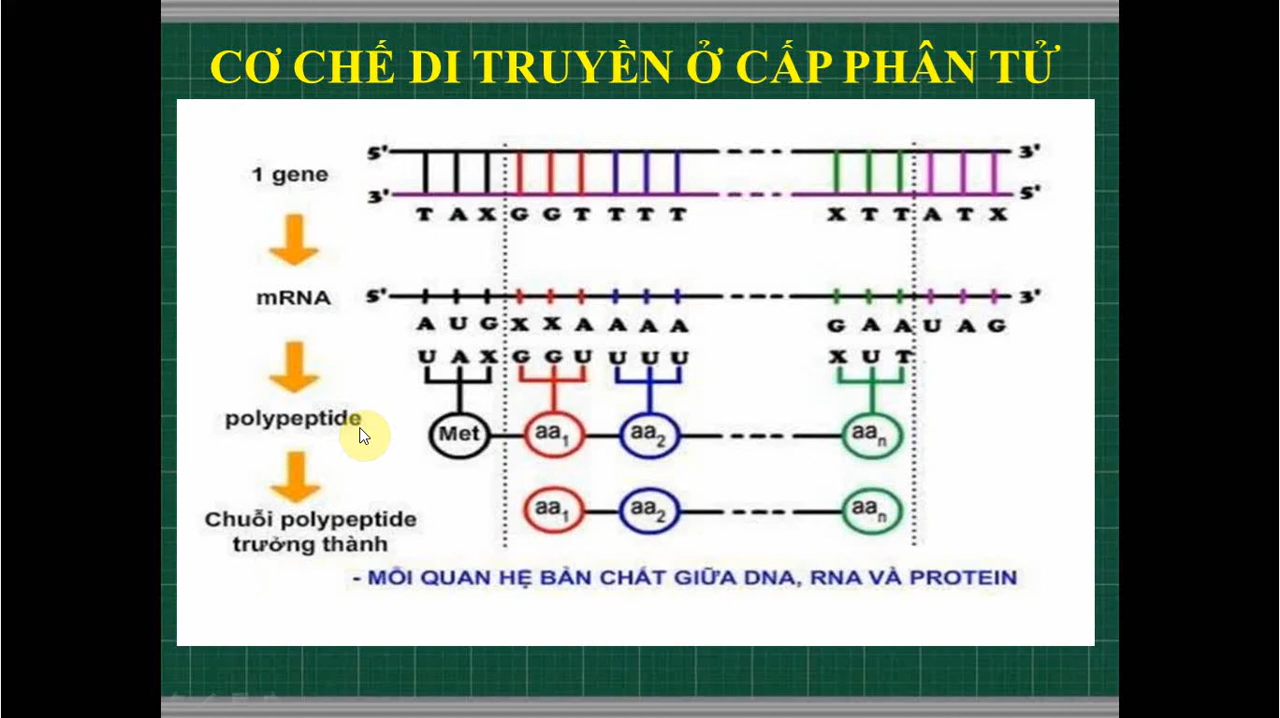 CƠ CHẾ DI TRUYỀN Ở CẤP PHÂN TỬ
5' 3'
1 gene
3' 5'
T A X G G T T T T X T T A T X
mRNA 5' 3'
A U G X X A A A A G A A U A G
U A X G G U U U U X U T
polypeptide
Met aa1 aa2 aan
aa1 aa2 aan
Chuỗi polypeptide
trưởng thành
- MỐI QUAN HỆ BẢN CHẤT GIỮA DNA, RNA VÀ PROTEIN